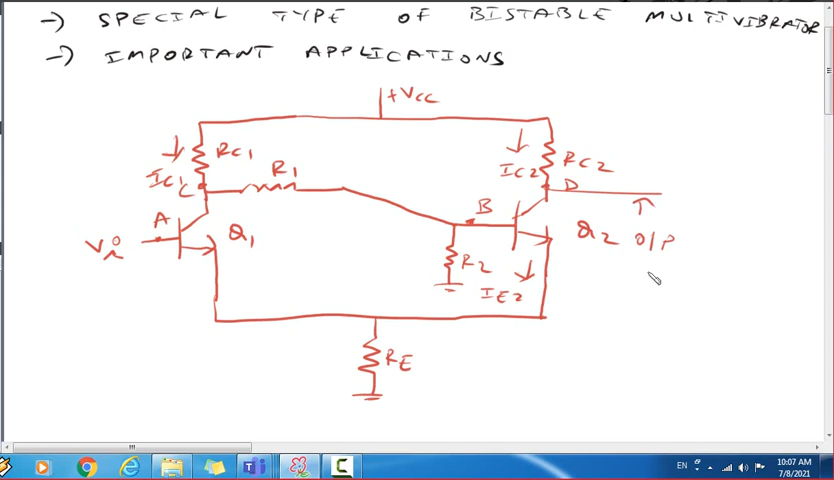 → SPECIAL TYPE OF BISTABLE MULTIVIBRATOR
→ IMPORTANT APPLICATIONS
+VCC
RC1
IC1
C
R1
IC2
RC2
D
A
Vi
Q1
B
Q2
O/P
R2
IE2
RE
EN
10:07 AM
7/8/2021